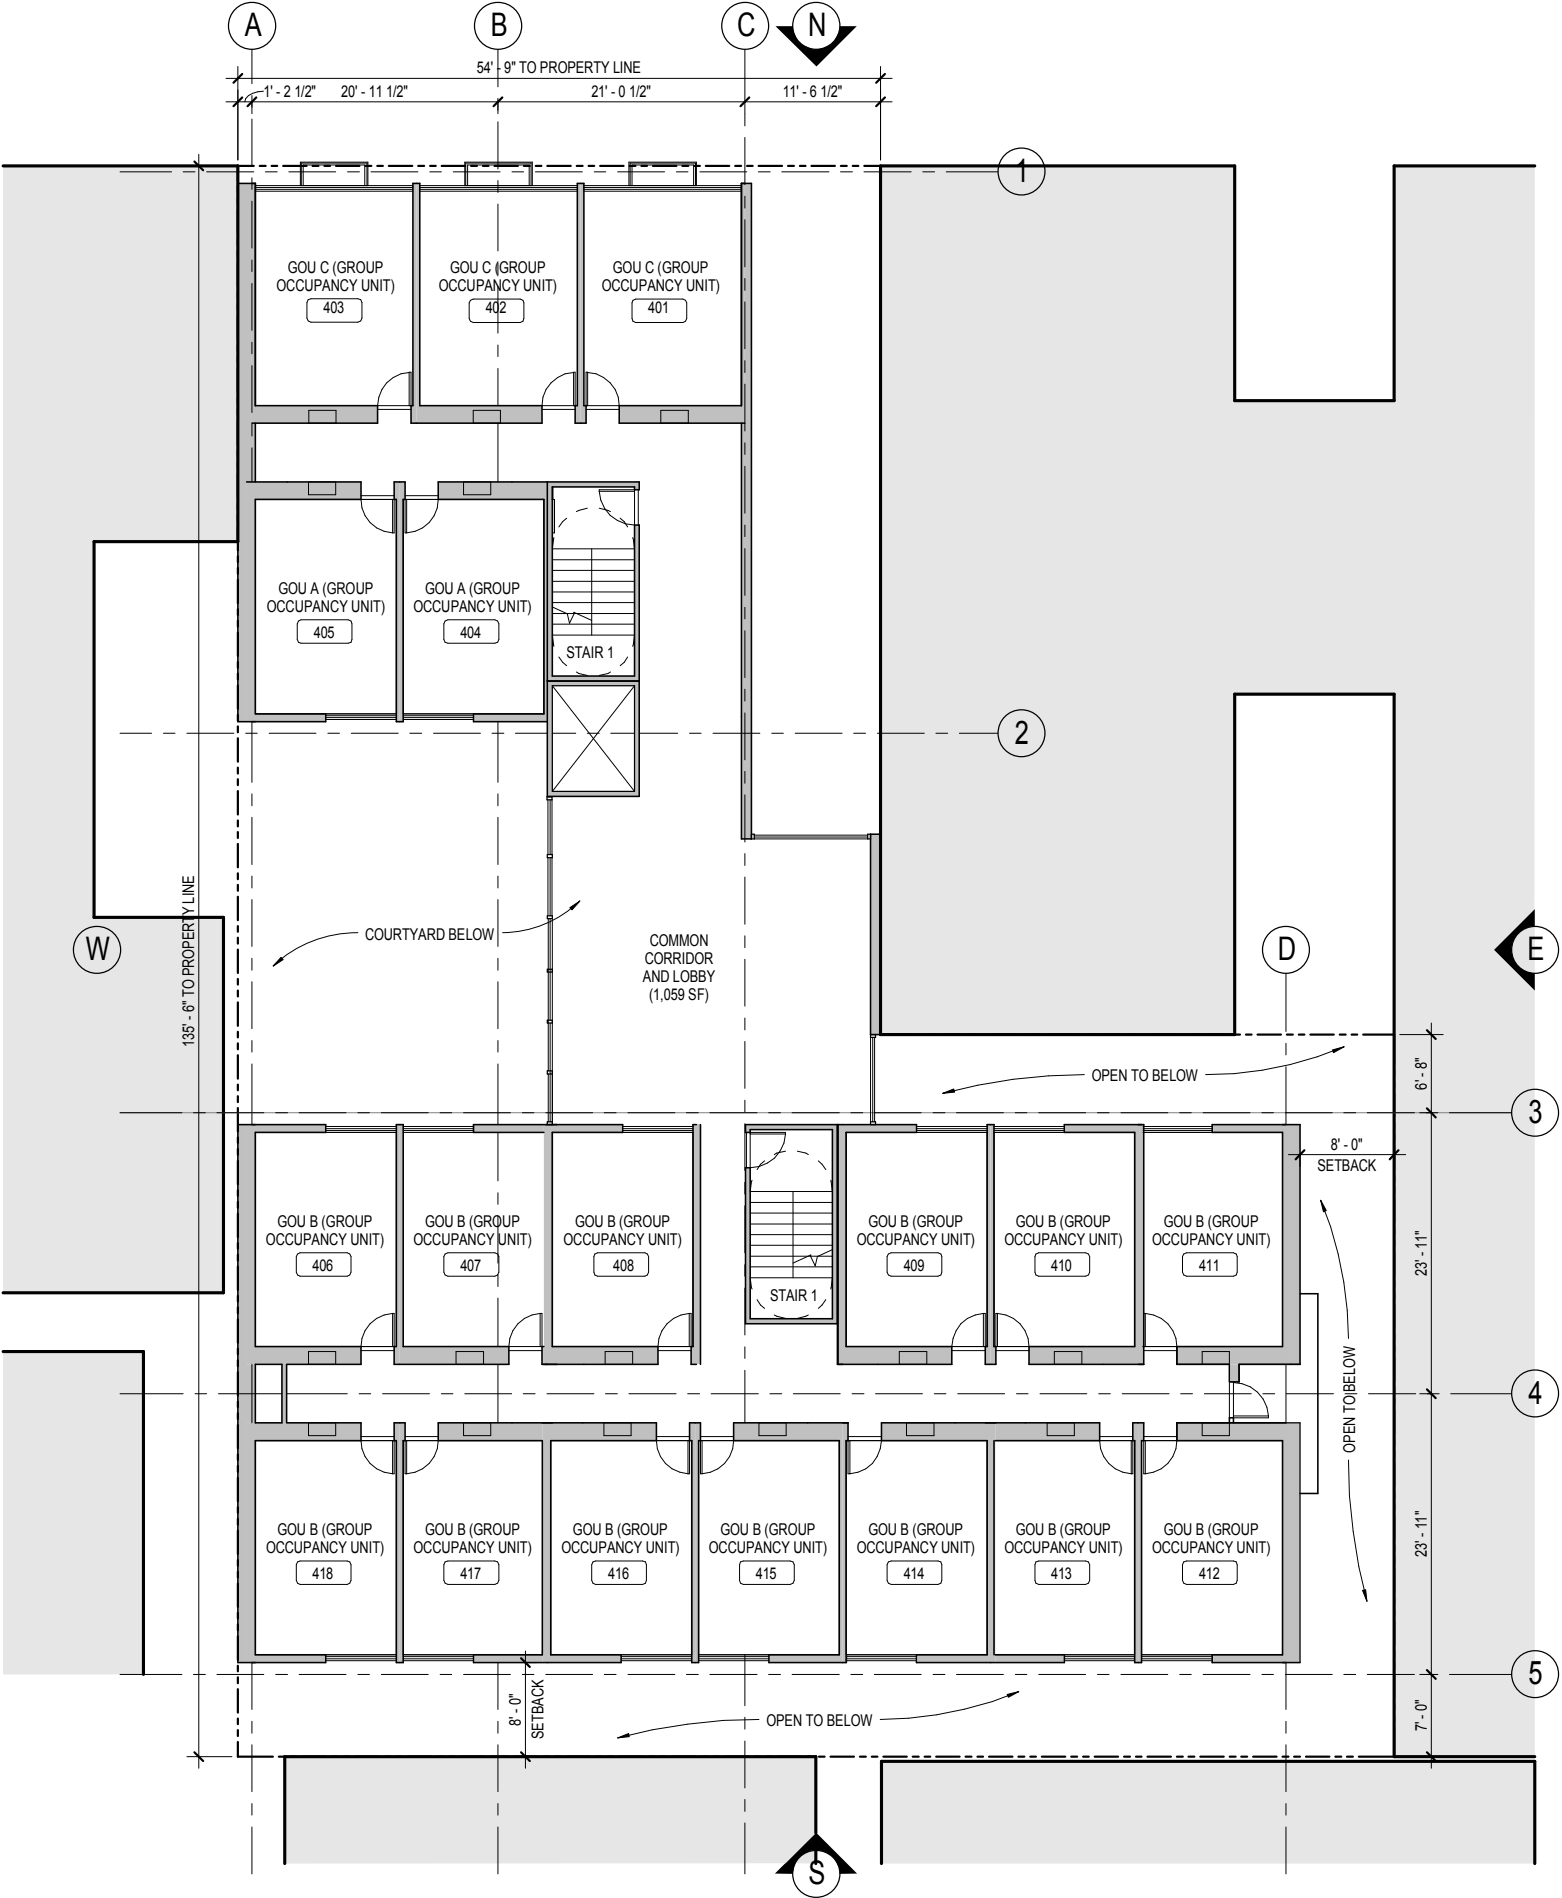 A
B
C
N
54' - 9" TO PROPERTY LINE
1' - 2 1/2"
20' - 11 1/2"
21' - 0 1/2"
11' - 6 1/2"
1
GOU C (GROUP
OCCUPANCY UNIT)
403
GOU C (GROUP
OCCUPANCY UNIT)
402
GOU C (GROUP
OCCUPANCY UNIT)
401
GOU A (GROUP
OCCUPANCY UNIT)
405
GOU A (GROUP
OCCUPANCY UNIT)
404
STAIR 1
2
135' - 6" TO PROPERTY LINE
W
COURTYARD BELOW
COMMON
CORRIDOR
AND LOBBY
(1,059 SF)
D
E
OPEN TO BELOW
6' - 8"
3
8' - 0"
SETBACK
GOU B (GROUP
OCCUPANCY UNIT)
406
GOU B (GROUP
OCCUPANCY UNIT)
407
GOU B (GROUP
OCCUPANCY UNIT)
408
STAIR 1
GOU B (GROUP
OCCUPANCY UNIT)
409
GOU B (GROUP
OCCUPANCY UNIT)
410
GOU B (GROUP
OCCUPANCY UNIT)
411
23' - 11"
OPEN TO BELOW
4
GOU B (GROUP
OCCUPANCY UNIT)
418
GOU B (GROUP
OCCUPANCY UNIT)
417
GOU B (GROUP
OCCUPANCY UNIT)
416
GOU B (GROUP
OCCUPANCY UNIT)
415
GOU B (GROUP
OCCUPANCY UNIT)
414
GOU B (GROUP
OCCUPANCY UNIT)
413
GOU B (GROUP
OCCUPANCY UNIT)
412
23' - 11"
5
8' - 0"
SETBACK
OPEN TO BELOW
7' - 0"
S